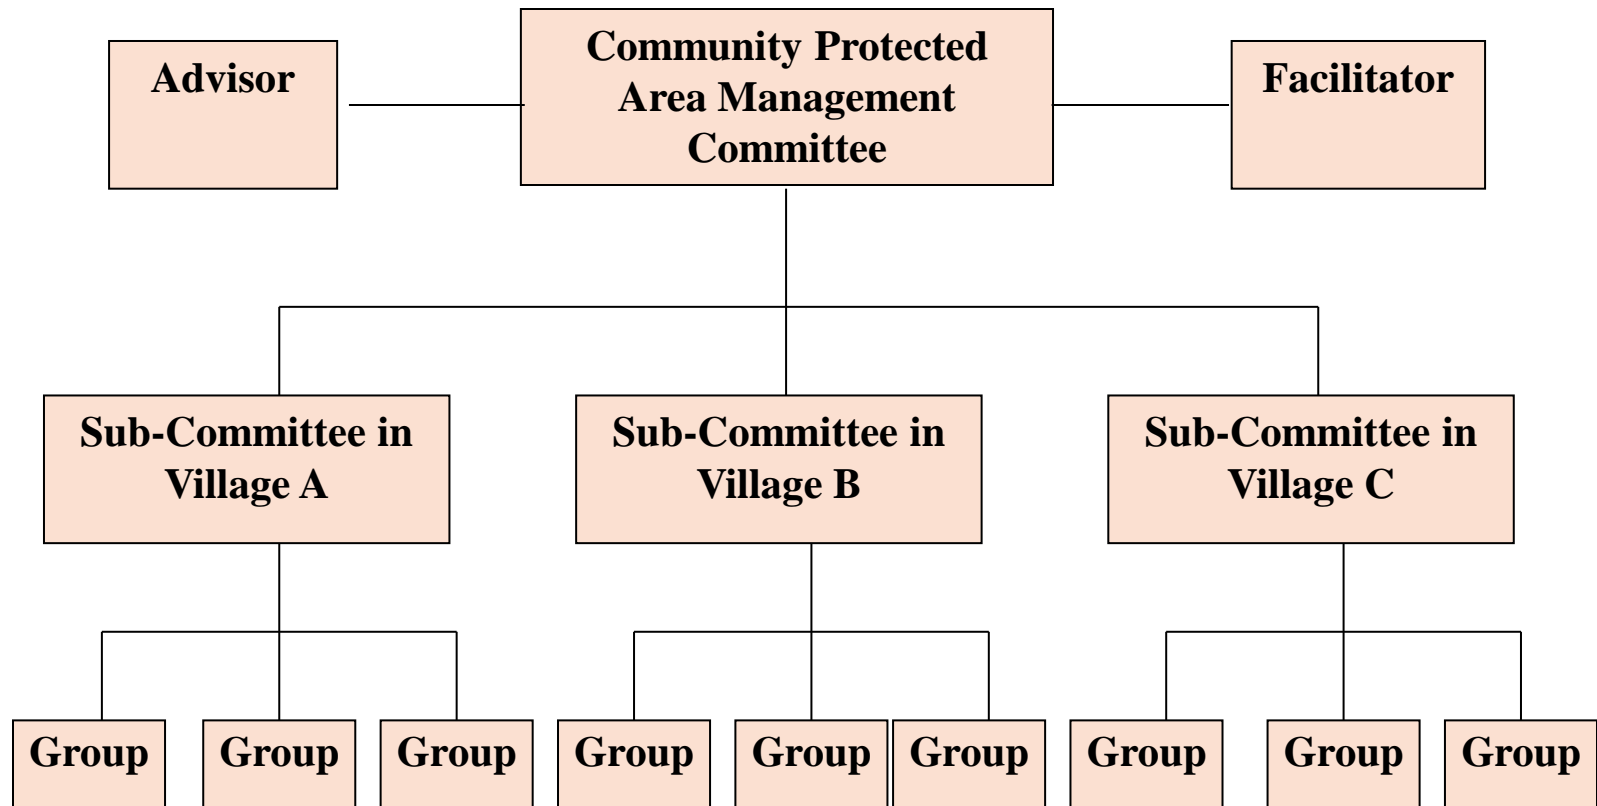 Advisor
Community Protected
Area Management
Committee
Facilitator
Sub-Committee in
Village A
Sub-Committee in
Village B
Sub-Committee in
Village C
Group
Group
Group
Group
Group
Group
Group
Group
Group